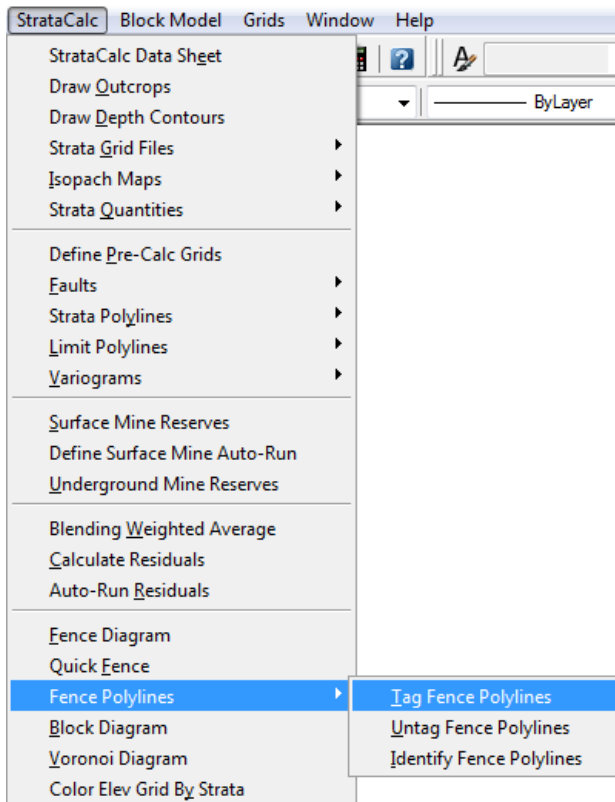 StrataCalc Block Model Grids Window Help
StrataCalc Data Sheet
Draw Outcrops
Draw Depth Contours
ByLayer
Strata Grid Files
Isopach Maps
Strata Quantities
Define Pre-Calc Grids
Faults
Strata Polylines
Limit Polylines
Variograms
Surface Mine Reserves
Define Surface Mine Auto-Run
Underground Mine Reserves
Blending Weighted Average
Calculate Residuals
Auto-Run Residuals
Fence Diagram
Quick Fence
Fence Polylines
Tag Fence Polylines
Block Diagram
Untag Fence Polylines
Voronoi Diagram
Identify Fence Polylines
Color Elev Grid By Strata